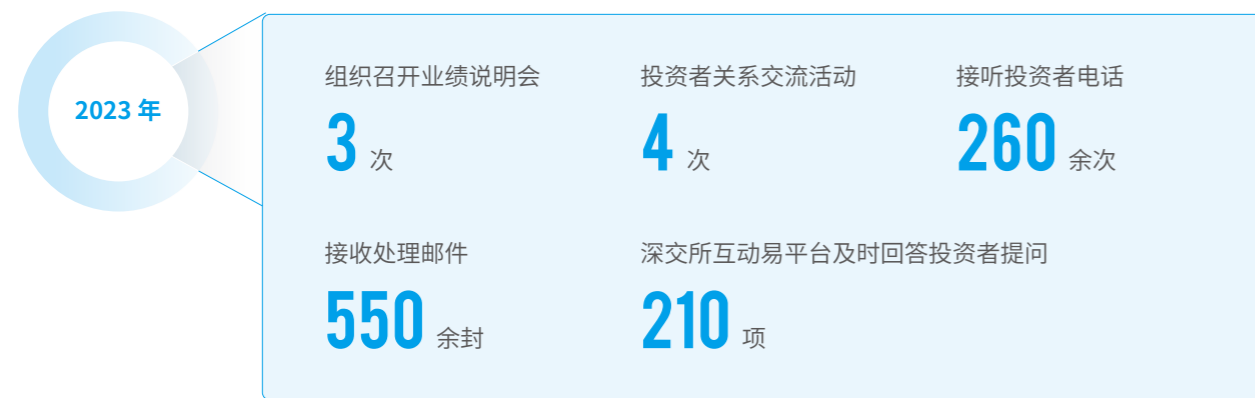 2023 年
组织召开业绩说明会
3 次
投资者关系交流活动
4 次
接听投资者电话
260 余次
接收处理邮件
550 余封
深交所互动易平台及时回答投资者提问
210 项